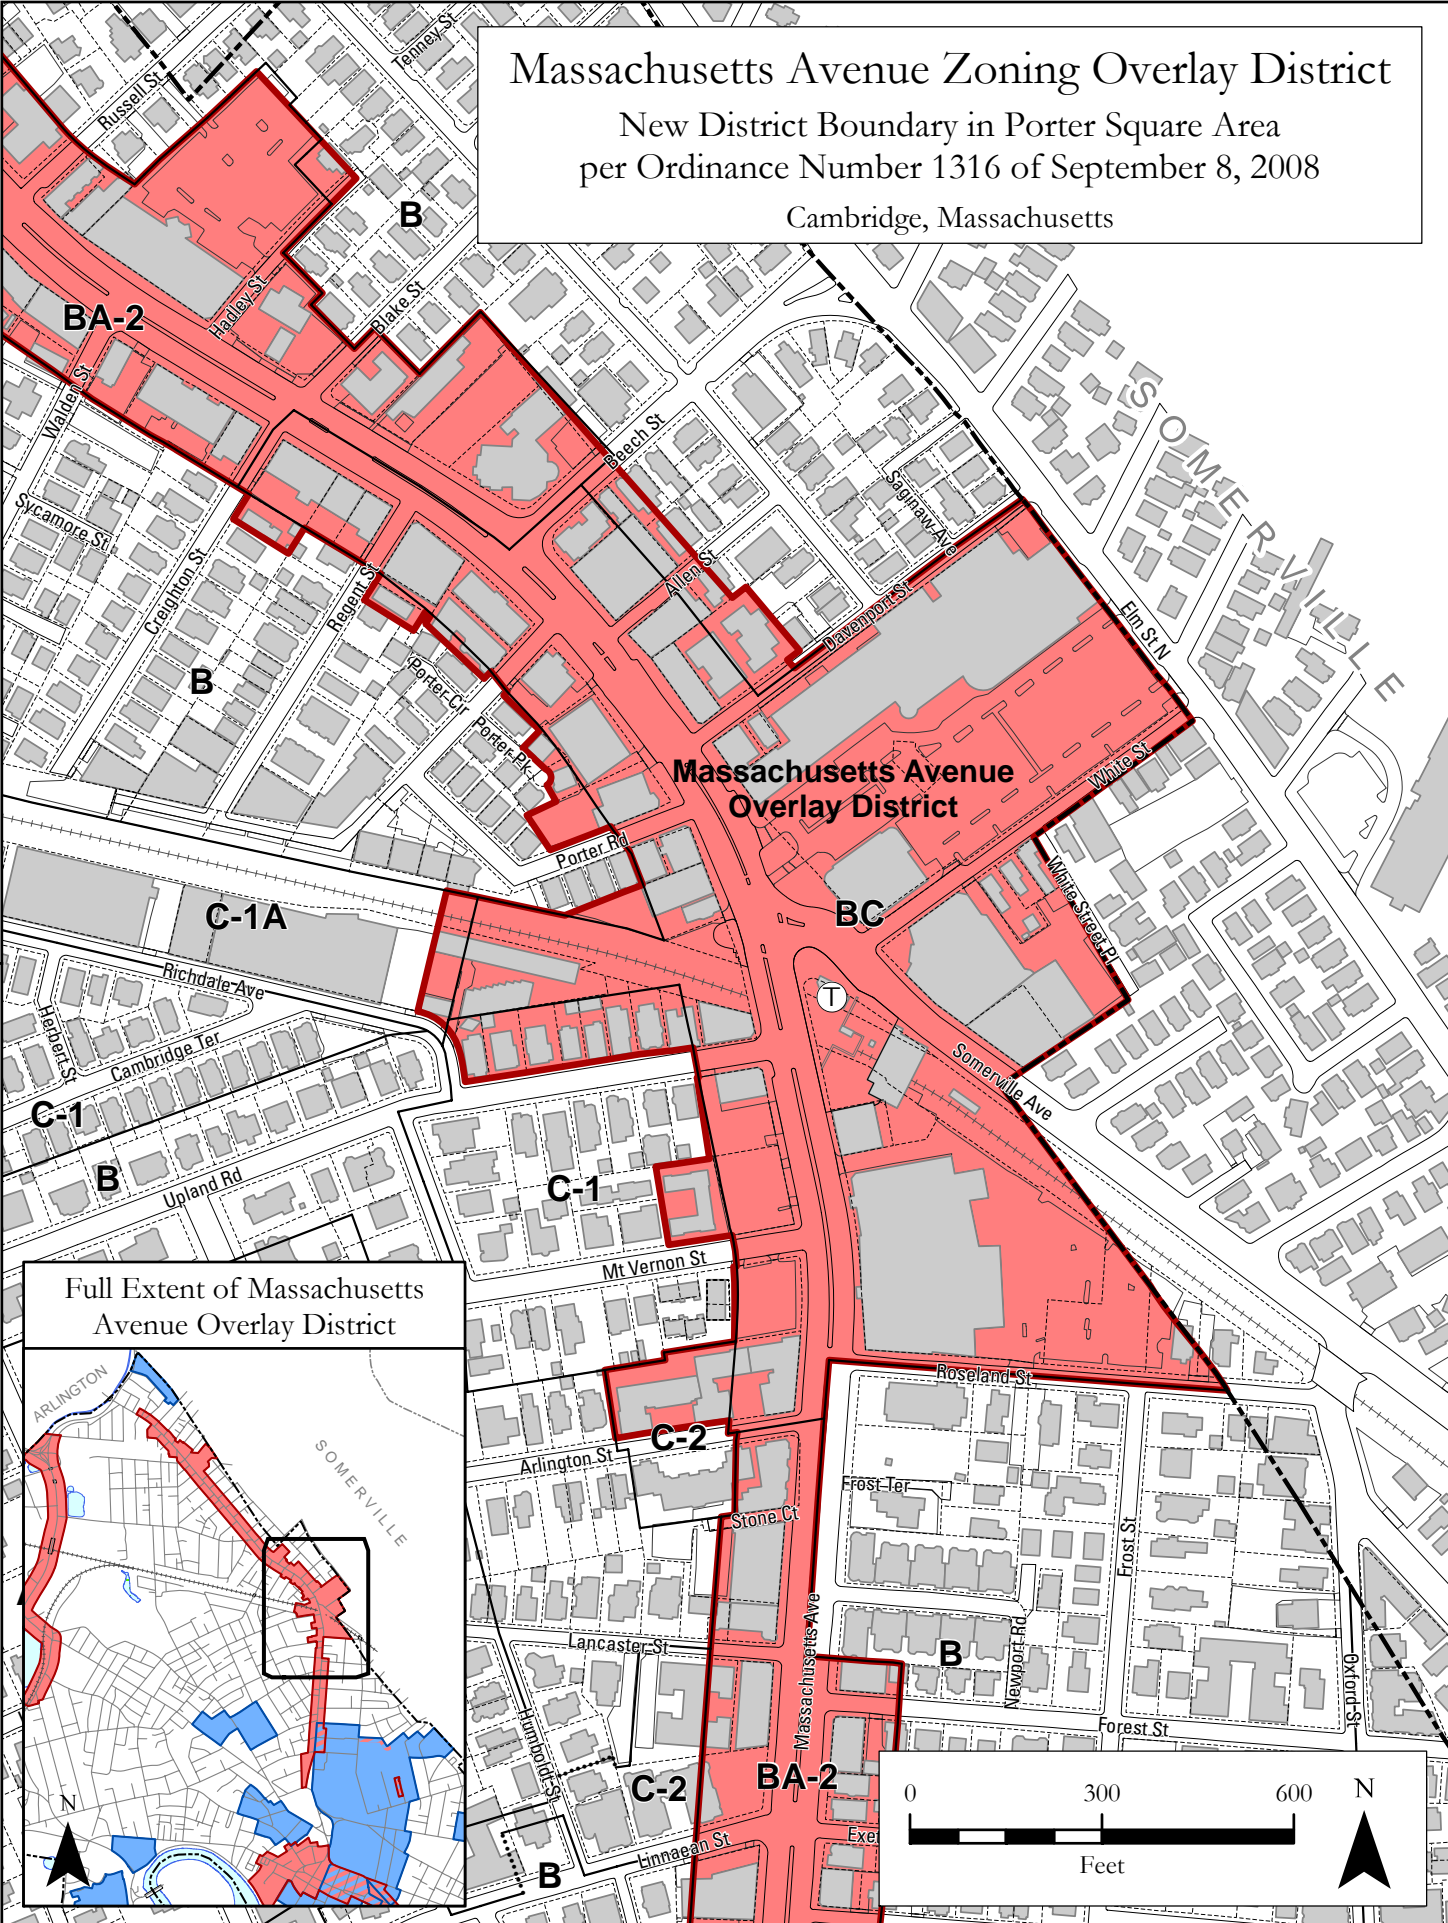 Massachusetts Avenue Zoning Overlay District
New District Boundary in Porter Square Area
per Ordinance Number 1316 of September 8, 2008
Cambridge, Massachusetts
Tenney St
Russell St
B
Hadley St
BA-2
Blake St
Walden St
Beech St
SOMERVILLE
Saginaw Ave
Sycamore St
Creighton St
Regent St
Allen St
Davenport St
Elm St N
B
Porter Cir
Porter Pk
White St
Massachusetts Avenue
Overlay District
Porter Rd
White Street Pl
C-1A
BC
Richdale Ave
T
Herbert St
Cambridge Ter
Somerville Ave
C-1
B
Upland Rd
C-1
Mt Vernon St
Roseland St
C-2
Arlington St
Frost Ter
Stone Ct
Frost St
Massachusetts Ave
Lancaster St
B
Newport Rd
Oxford St
Humboldt St
Forest St
C-2
BA-2
Linnaean St
Exe
B
Full Extent of Massachusetts
Avenue Overlay District
ARLINGTON
SOMERVILLE
N
0 300 600
Feet
N